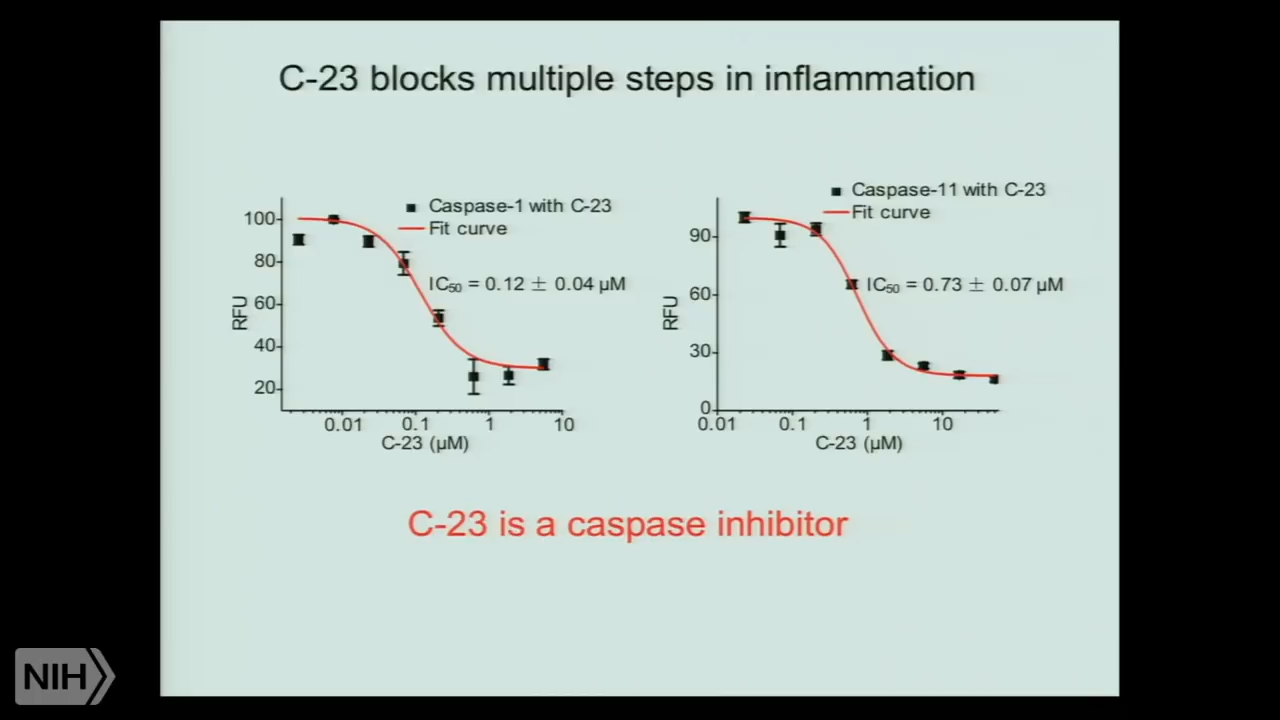 C-23 blocks multiple steps in inflammation
Caspase-1 with C-23
Fit curve
IC₅₀ = 0.12 ± 0.04 µM
RFU
100
80
60
40
20
0.01
0.1
1
10
C-23 (µM)
Caspase-11 with C-23
Fit curve
IC₅₀ = 0.73 ± 0.07 µM
RFU
90
60
30
0
0.01
0.1
1
10
C-23 (µM)
C-23 is a caspase inhibitor
NIH